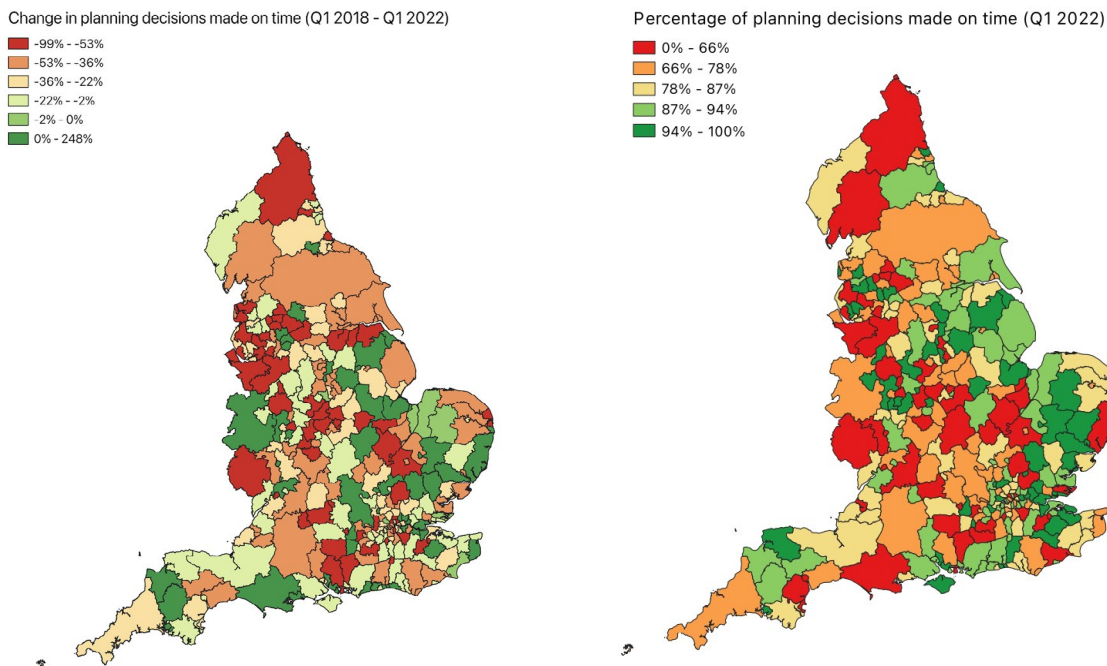 Change in planning decisions made on time (Q1 2018 - Q1 2022)
-99% - -53%
-53% - -36%
-36% - -22%
-22% - -2%
-2% - 0%
0% - 248%
Percentage of planning decisions made on time (Q1 2022)
0% - 66%
66% - 78%
78% - 87%
87% - 94%
94% - 100%